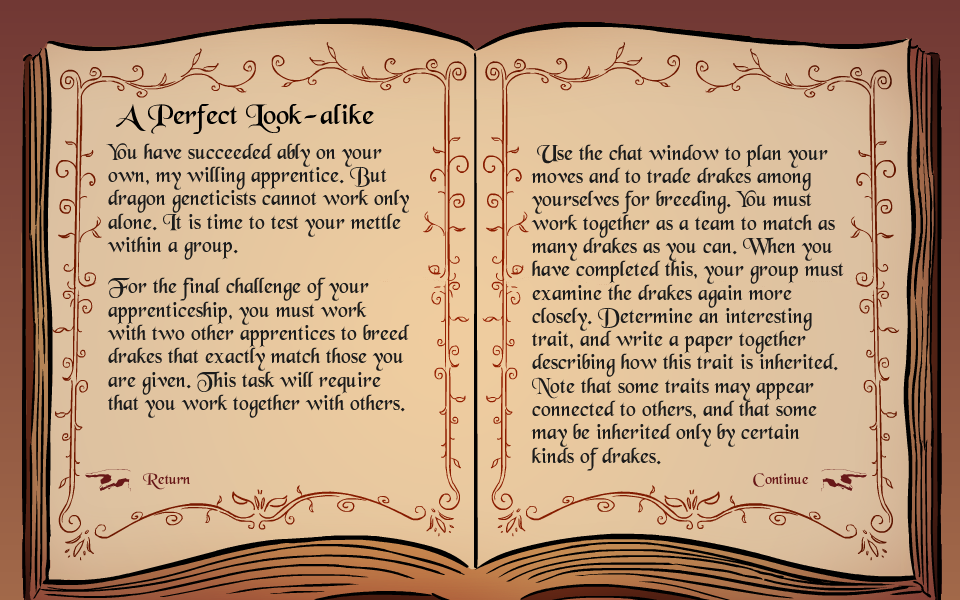 A Perfect Look-alike
You have succeeded ably on your
own, my willing apprentice. But
dragon geneticists cannot work only
alone. It is time to test your mettle
within a group.
For the final challenge of your
apprenticeship, you must work
with two other apprentices to breed
drakes that exactly match those you
are given. This task will require
that you work together with others.
Return
Use the chat window to plan your
moves and to trade drakes among
yourselves for breeding. You must
work together as a team to match as
many drakes as you can. When you
have completed this, your group must
examine the drakes again more
closely. Determine an interesting
trait, and write a paper together
describing how this trait is inherited.
Note that some traits may appear
connected to others, and that some
may be inherited only by certain
kinds of drakes.
Continue